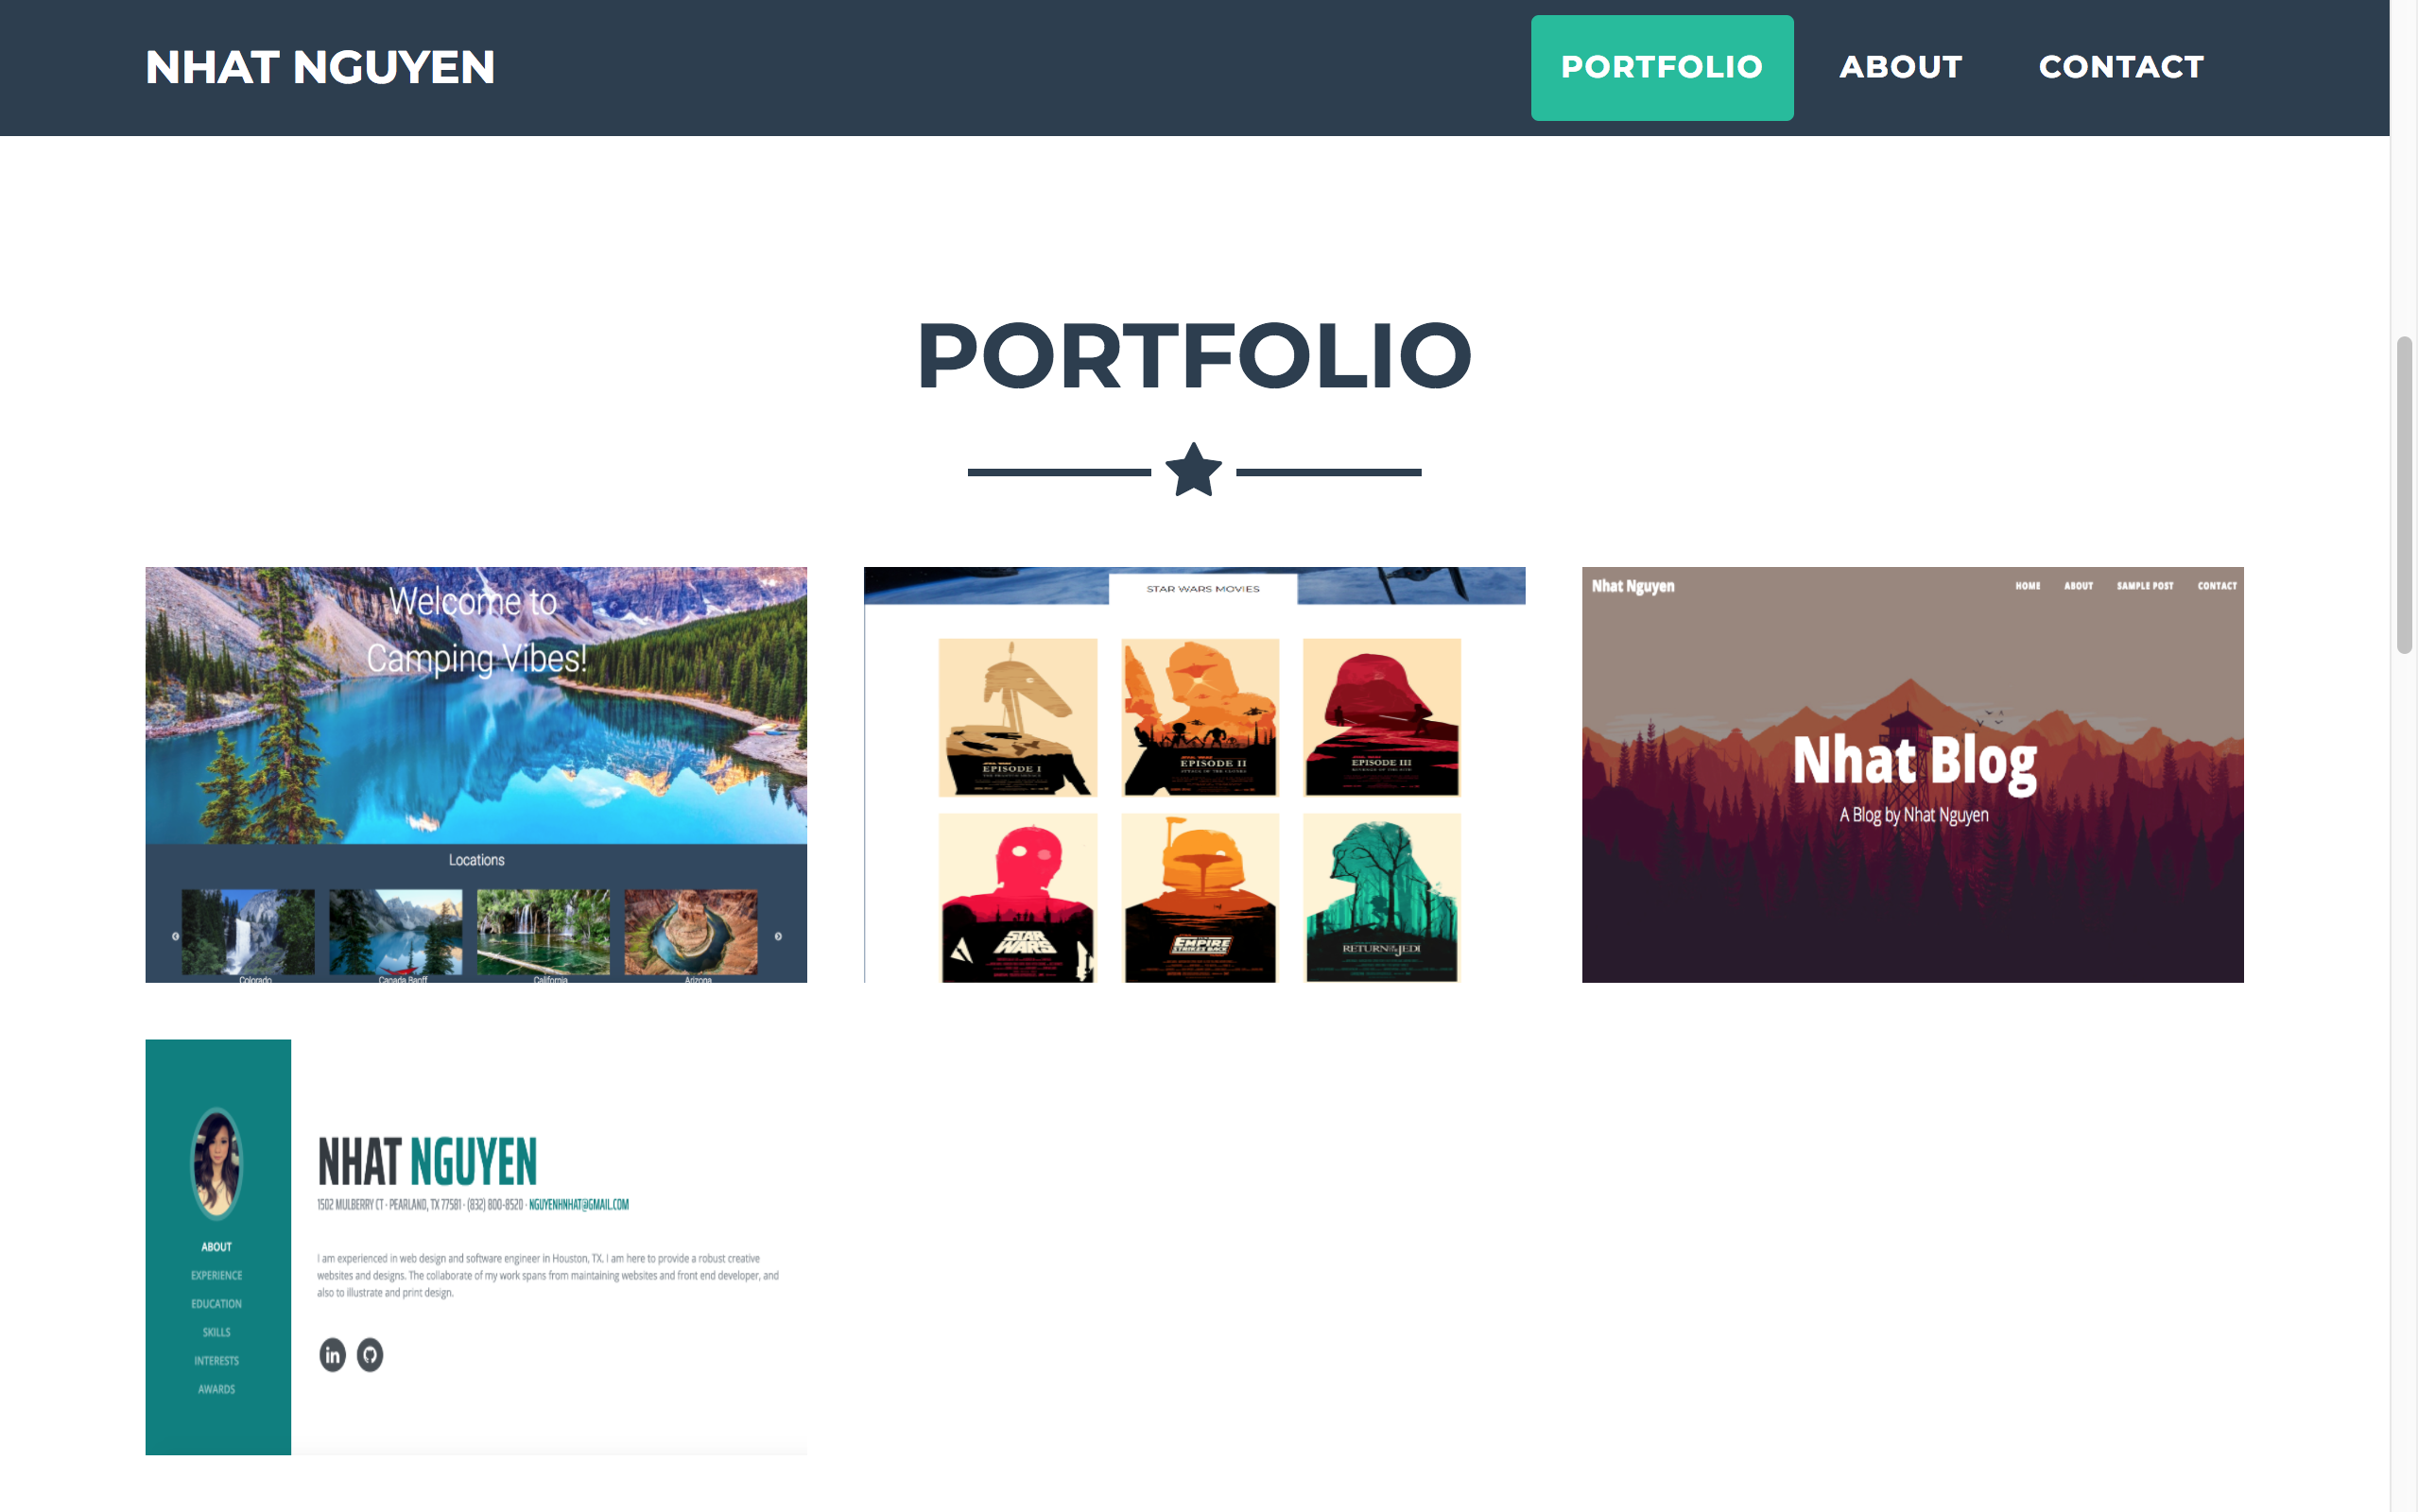 NHAT NGUYEN
PORTFOLIO
ABOUT
CONTACT
PORTFOLIO
Welcome to
Camping Vibes!
Locations
Colorado
Canada Banff
California
Arizona
STAR WARS MOVIES
EPISODE I
EPISODE II
EPISODE III
STAR WARS
EMPIRE
STRIKES BACK
RETURN OF THE JEDI
Nhat Nguyen
HOME
ABOUT
SAMPLE POST
CONTACT
Nhat Blog
A Blog by Nhat Nguyen
ABOUT
EXPERIENCE
EDUCATION
SKILLS
INTERESTS
AWARDS
NHAT NGUYEN
1502 MULBERRY CT · PEARLAND, TX 77581 · (832) 800-8520 · NGUYENHNHAT@GMAIL.COM
I am experienced in web design and software engineer in Houston, TX. I am here to provide a robust creative
websites and designs. The collaborate of my work spans from maintaining websites and front end developer, and
also to illustrate and print design.
in